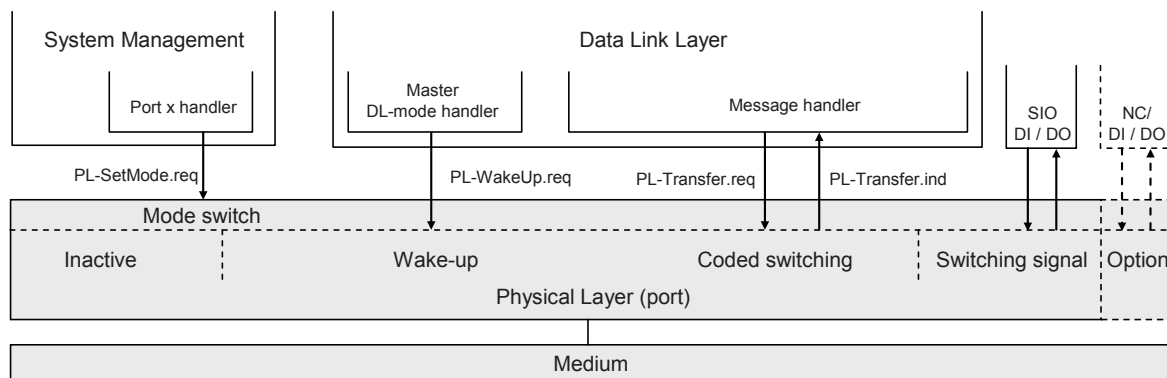 System Management
Data Link Layer
Port x handler
Master
DL-mode handler
Message handler
SIO
DI / DO
NC/
DI / DO
PL-SetMode.req
PL-WakeUp.req
PL-Transfer.req
PL-Transfer.ind
Mode switch
Inactive
Wake-up
Coded switching
Switching signal
Option
Physical Layer (port)
Medium